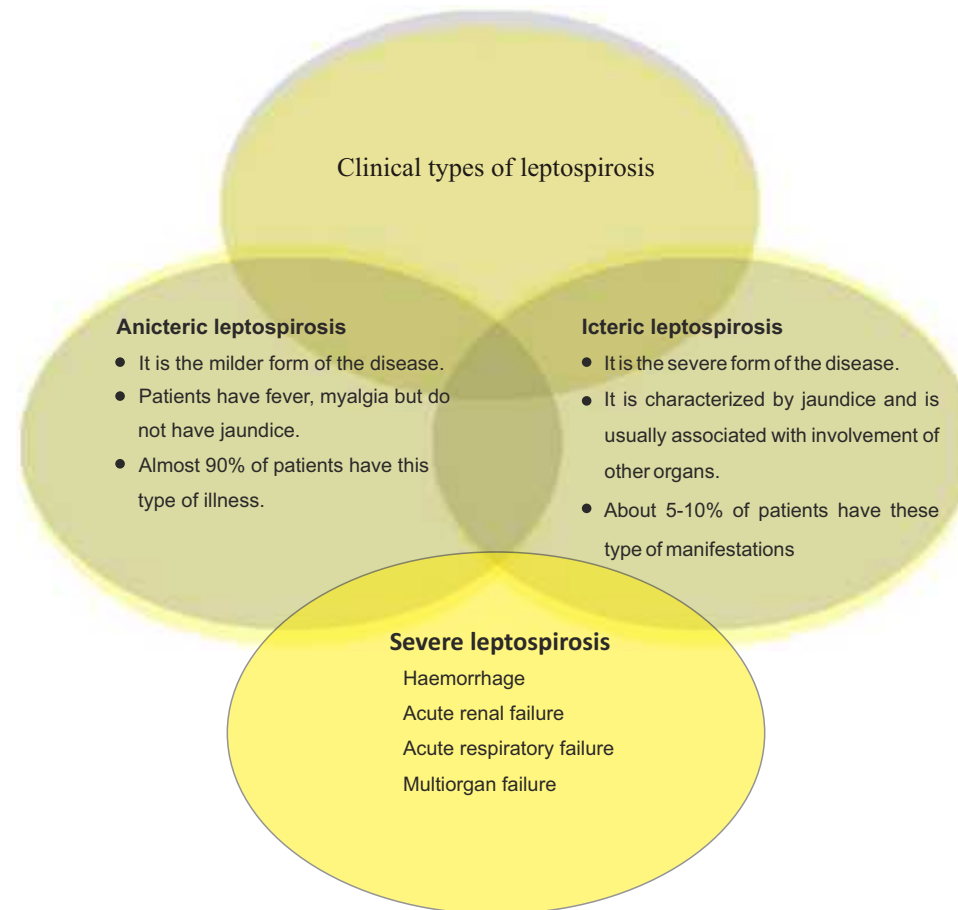 Clinical types of leptospirosis
Anicteric leptospirosis
• It is the milder form of the disease.
• Patients have fever, myalgia but do
not have jaundice.
• Almost 90% of patients have this
type of illness.
Icteric leptospirosis
• It is the severe form of the disease.
• It is characterized by jaundice and is
usually associated with involvement of
other organs.
• About 5-10% of patients have these
type of manifestations
Severe leptospirosis
Haemorrhage
Acute renal failure
Acute respiratory failure
Multiorgan failure